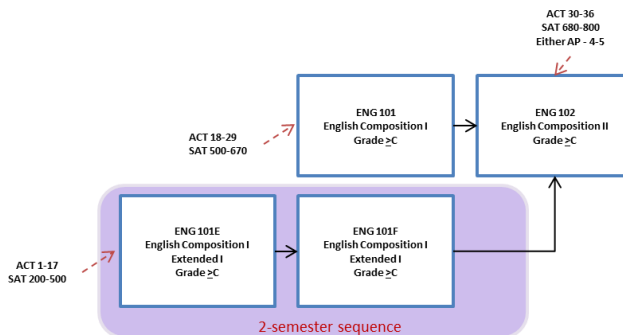 ACT 30-36
SAT 680-800
Either AP - 4-5
ENG 101
English Composition I
Grade ≥C
ENG 102
English Composition II
Grade ≥C
ACT 18-29
SAT 500-670
ENG 101E
English Composition I
Extended I
Grade ≥C
ENG 101F
English Composition I
Extended I
Grade ≥C
ACT 1-17
SAT 200-500
2-semester sequence